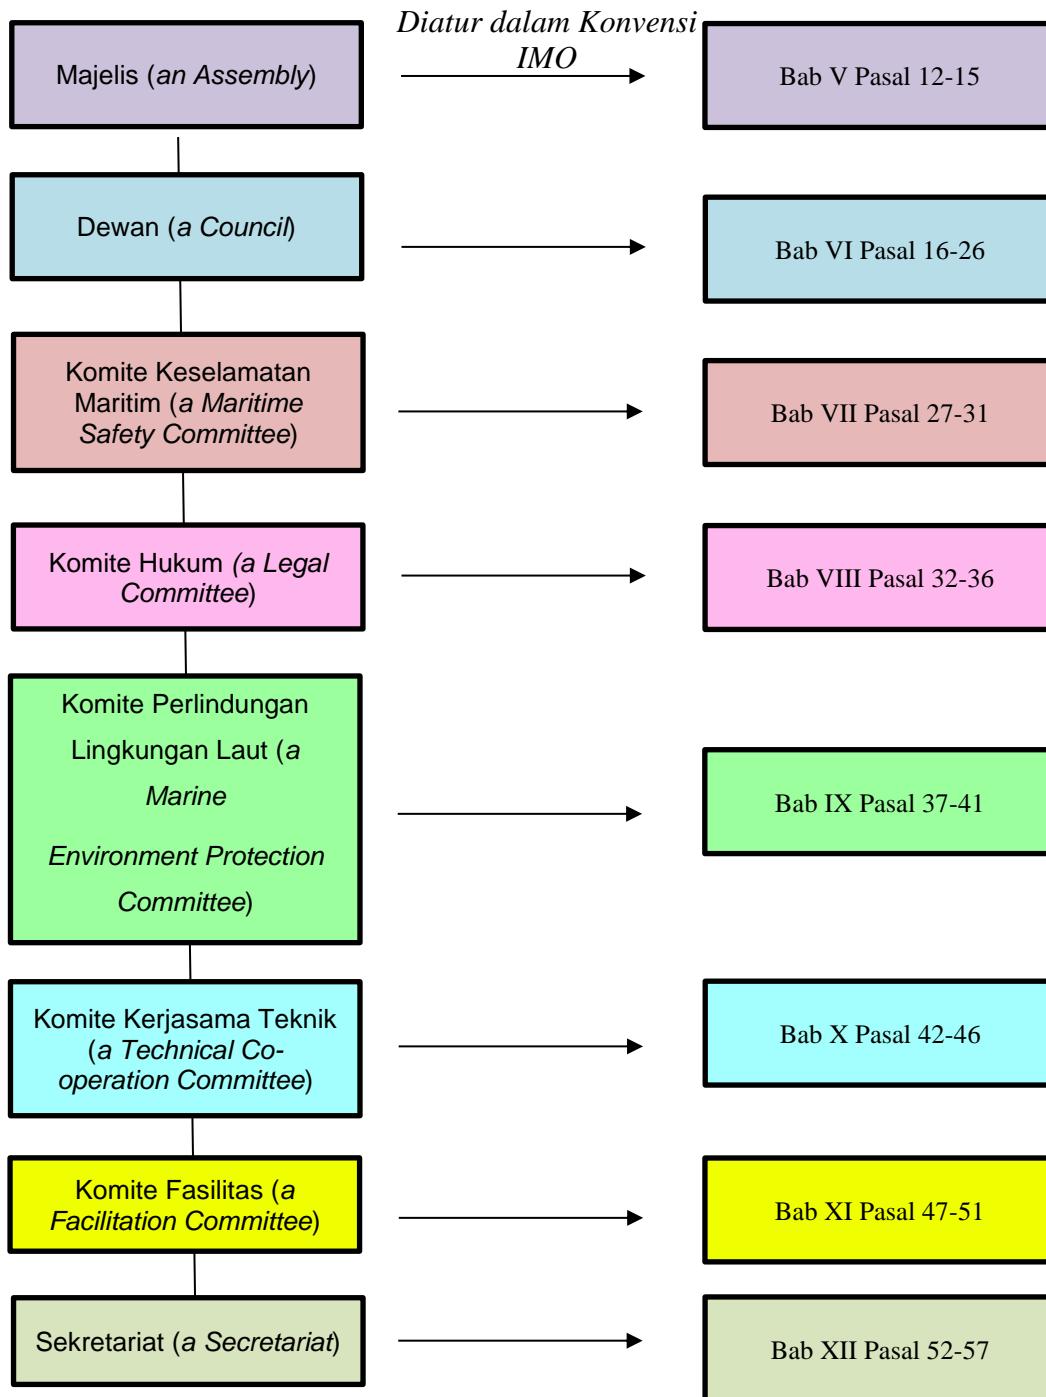 Diatur dalam Konvensi
IMO
Majelis (an Assembly)
Bab V Pasal 12-15
Dewan (a Council)
Bab VI Pasal 16-26
Komite Keselamatan
Maritim (a Maritime
Safety Committee)
Bab VII Pasal 27-31
Komite Hukum (a Legal
Committee)
Bab VIII Pasal 32-36
Komite Perlindungan
Lingkungan Laut (a
Marine
Environment Protection
Committee)
Bab IX Pasal 37-41
Komite Kerjasama Teknik
(a Technical Co-
operation Committee)
Bab X Pasal 42-46
Komite Fasilitas (a
Facilitation Committee)
Bab XI Pasal 47-51
Sekretariat (a Secretariat)
Bab XII Pasal 52-57